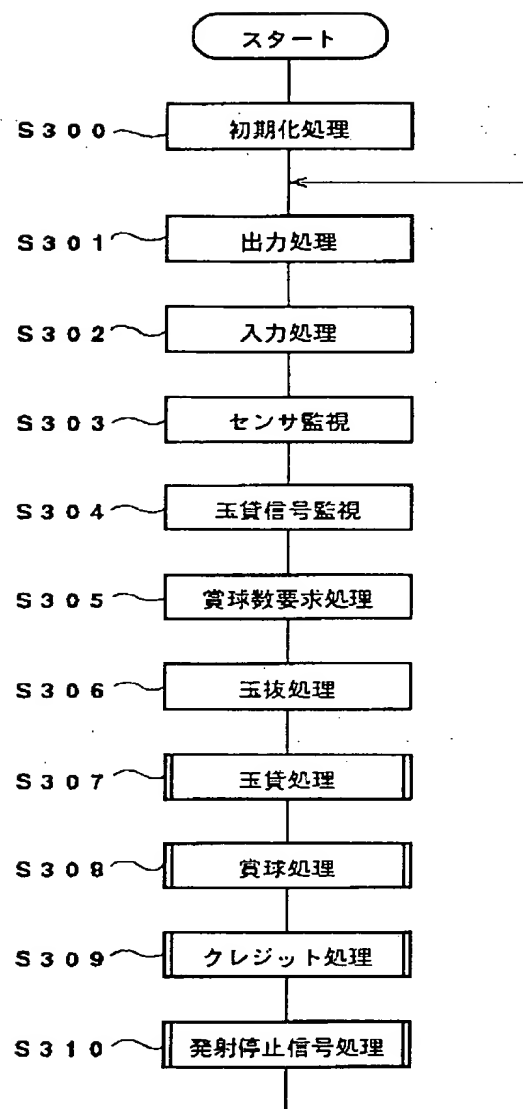 スタート
S300 初期化処理
S301 出力処理
S302 入力処理
S303 センサ監視
S304 玉貸信号監視
S305 賞球数要求処理
S306 玉抜処理
S307 玉貸処理
S308 賞球処理
S309 クレジット処理
S310 発射停止信号処理